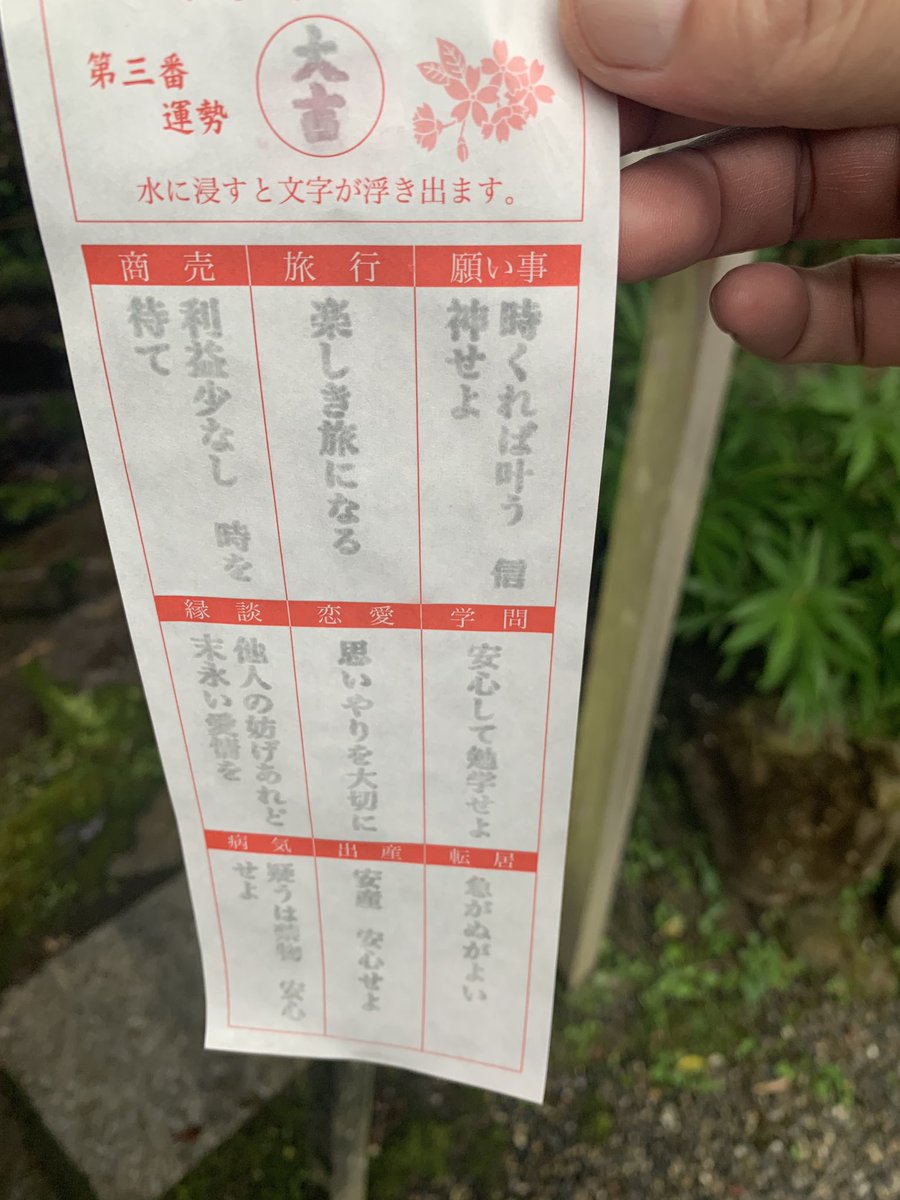 第三番
運勢
大吉
水に浸すと文字が浮き出ます。
願い事
時くれば叶う 信
神せよ
旅行
楽しき旅になる
商売
利益少なし 時を
待て
学問
安心して勉学せよ
恋愛
思いやりを大切に
縁談
他人の妨げあれど
末永い愛情を
転居
急がぬがよい
出産
安産 安心せよ
病気
疑うは禁物 安心
せよ